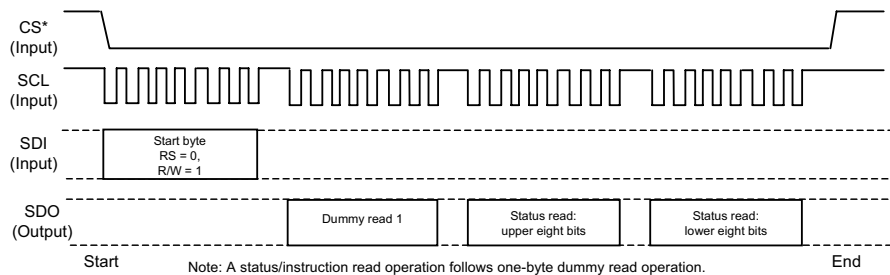 CS*
(Input)
SCL
(Input)
SDI
(Input)
Start byte
RS = 0,
R/W = 1
SDO
(Output)
Dummy read 1
Status read:
upper eight bits
Status read:
lower eight bits
Start
End
Note: A status/instruction read operation follows one-byte dummy read operation.